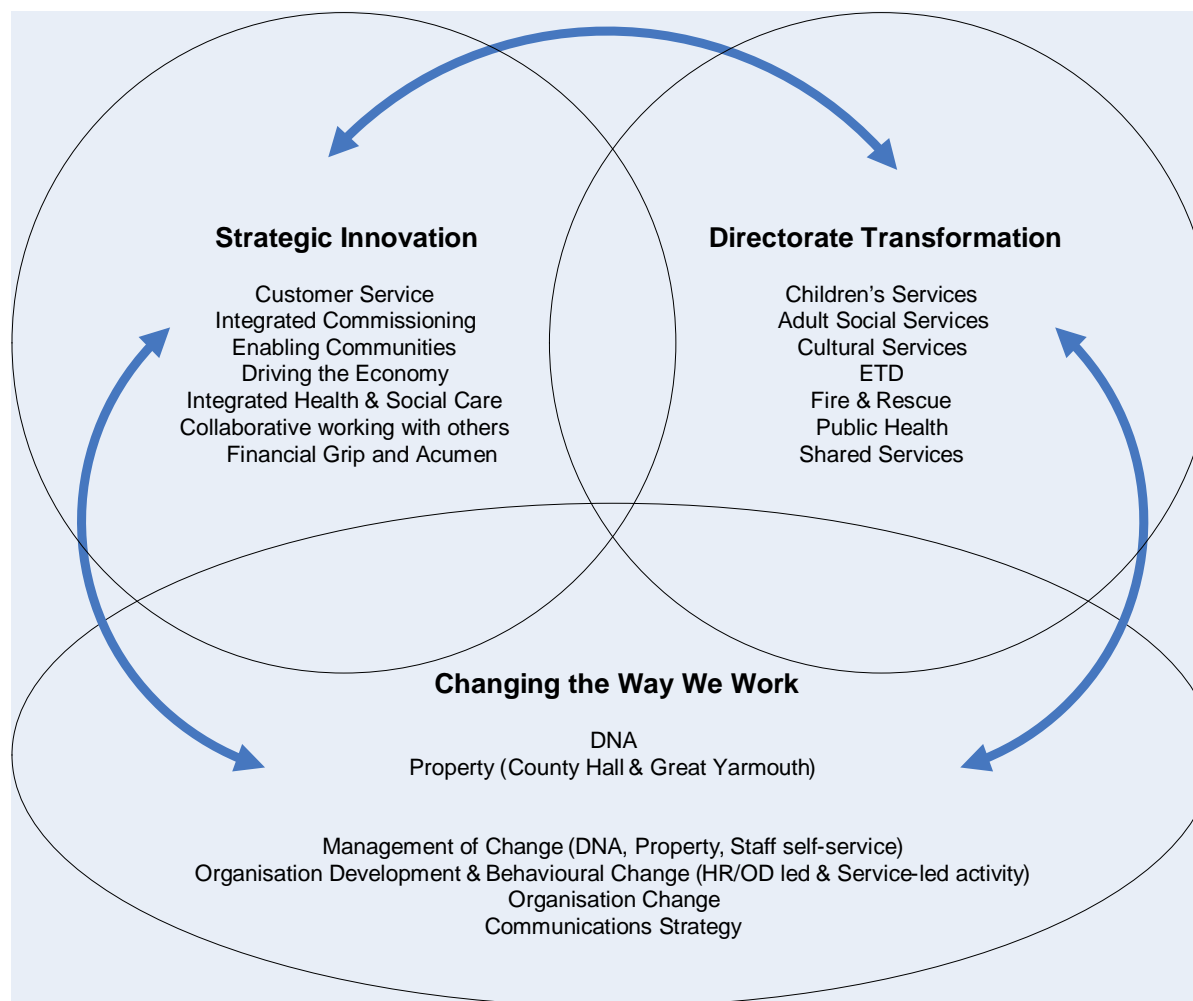 Strategic Innovation
Customer Service
Integrated Commissioning
Enabling Communities
Driving the Economy
Integrated Health & Social Care
Collaborative working with others
Financial Grip and Acumen
Directorate Transformation
Children’s Services
Adult Social Services
Cultural Services
ETD
Fire & Rescue
Public Health
Shared Services
Changing the Way We Work
DNA
Property (County Hall & Great Yarmouth)
Management of Change (DNA, Property, Staff self-service)
Organisation Development & Behavioural Change (HR/OD led & Service-led activity)
Organisation Change
Communications Strategy